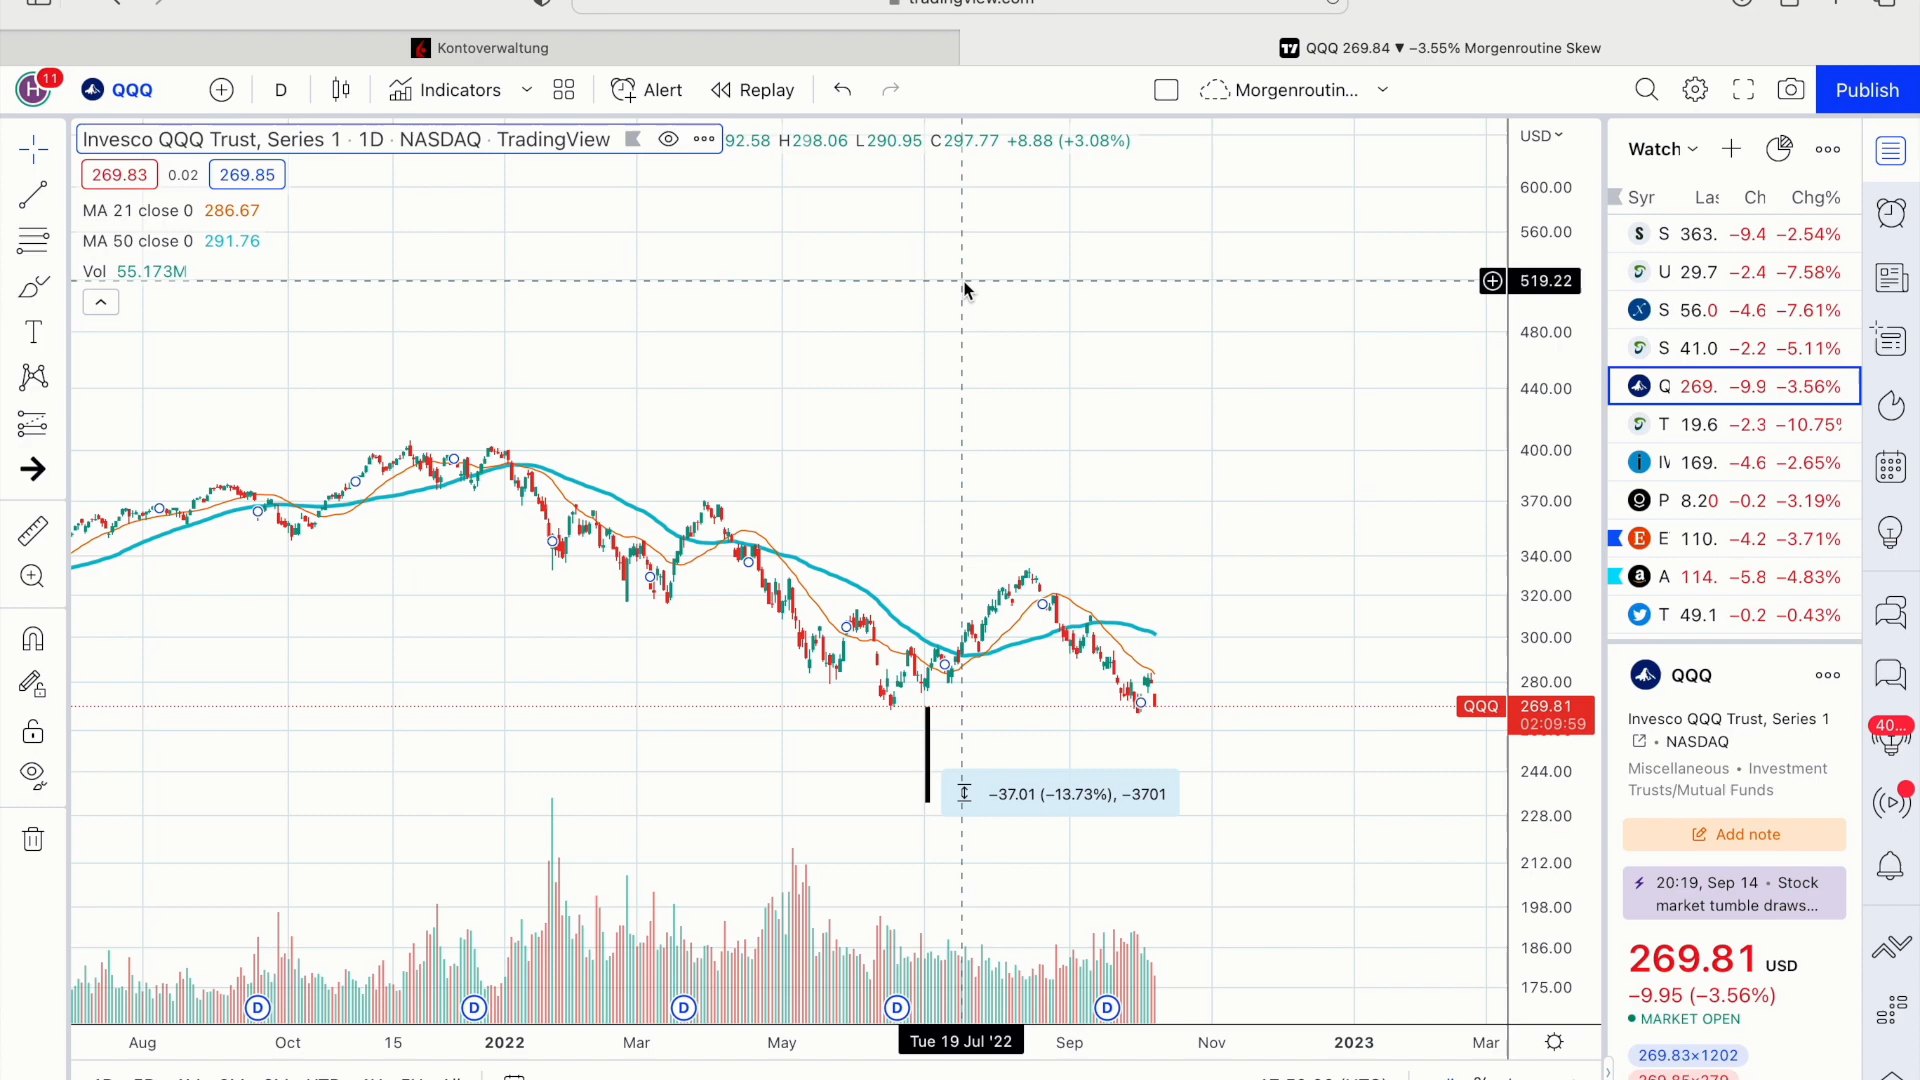 Kontoverwaltung
QQQ 269.84 ▼ −3.55% Morgenroutine Skew
H 11 QQQ D Indicators Alert Replay Morgenroutin... Publish
Invesco QQQ Trust, Series 1 · 1D · NASDAQ · TradingView 92.58 H298.06 L290.95 C297.77 +8.88 (+3.08%)
269.83 0.02 269.85
MA 21 close 0 286.67
MA 50 close 0 291.76
Vol 55.173M
USD
600.00
560.00
519.22
480.00
440.00
400.00
370.00
340.00
320.00
300.00
280.00
QQQ 269.81
02:09:59
244.00
228.00
212.00
198.00
186.00
175.00
−37.01 (−13.73%), −3701
D D D D D
Aug Oct 15 2022 Mar May Tue 19 Jul '22 Sep Nov 2023 Mar
Watch
Syr Las Ch Chg%
S 363. −9.4 −2.54%
U 29.7 −2.4 −7.58%
S 56.0 −4.6 −7.61%
S 41.0 −2.2 −5.11%
Q 269. −9.9 −3.56%
T 19.6 −2.3 −10.75%
169. −4.6 −2.65%
P 8.20 −0.2 −3.19%
E 110. −4.2 −3.71%
A 114. −5.8 −4.83%
T 49.1 −0.2 −0.43%
QQQ
Invesco QQQ Trust, Series 1
• NASDAQ
Miscellaneous • Investment
Trusts/Mutual Funds
Add note
20:19, Sep 14 • Stock
market tumble draws...
269.81 USD
−9.95 (−3.56%)
MARKET OPEN
269.83×1202
40...